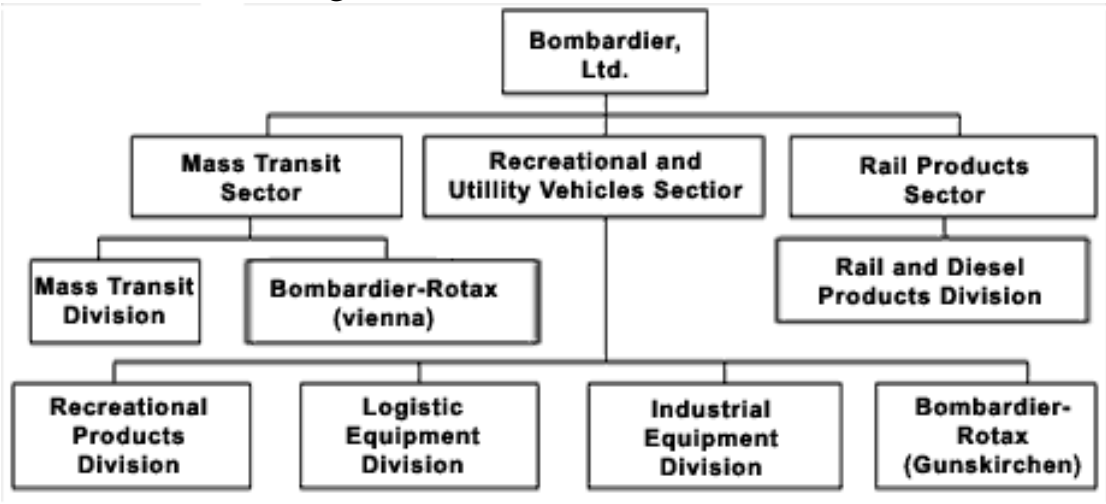 Bombardier,
Ltd.
Mass Transit
Sector
Recreational and
Utillity Vehicles Sectior
Rail Products
Sector
Mass Transit
Division
Bombardier-Rotax
(vienna)
Rail and Diesel
Products Division
Recreational
Products
Division
Logistic
Equipment
Division
Industrial
Equipment
Division
Bombardier-
Rotax
(Gunskirchen)